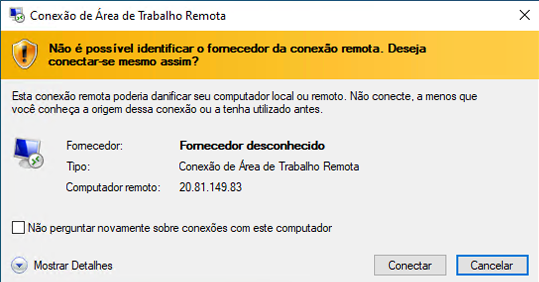 Conexão de Área de Trabalho Remota
Não é possível identificar o fornecedor da conexão remota. Deseja
conectar-se mesmo assim?
Esta conexão remota poderia danificar seu computador local ou remoto. Não conecte, a menos que
você conheça a origem dessa conexão ou a tenha utilizado antes.
Fornecedor: Fornecedor desconhecido
Tipo: Conexão de Área de Trabalho Remota
Computador remoto: 20.81.149.83
Não perguntar novamente sobre conexões com este computador
Mostrar Detalhes Conectar Cancelar